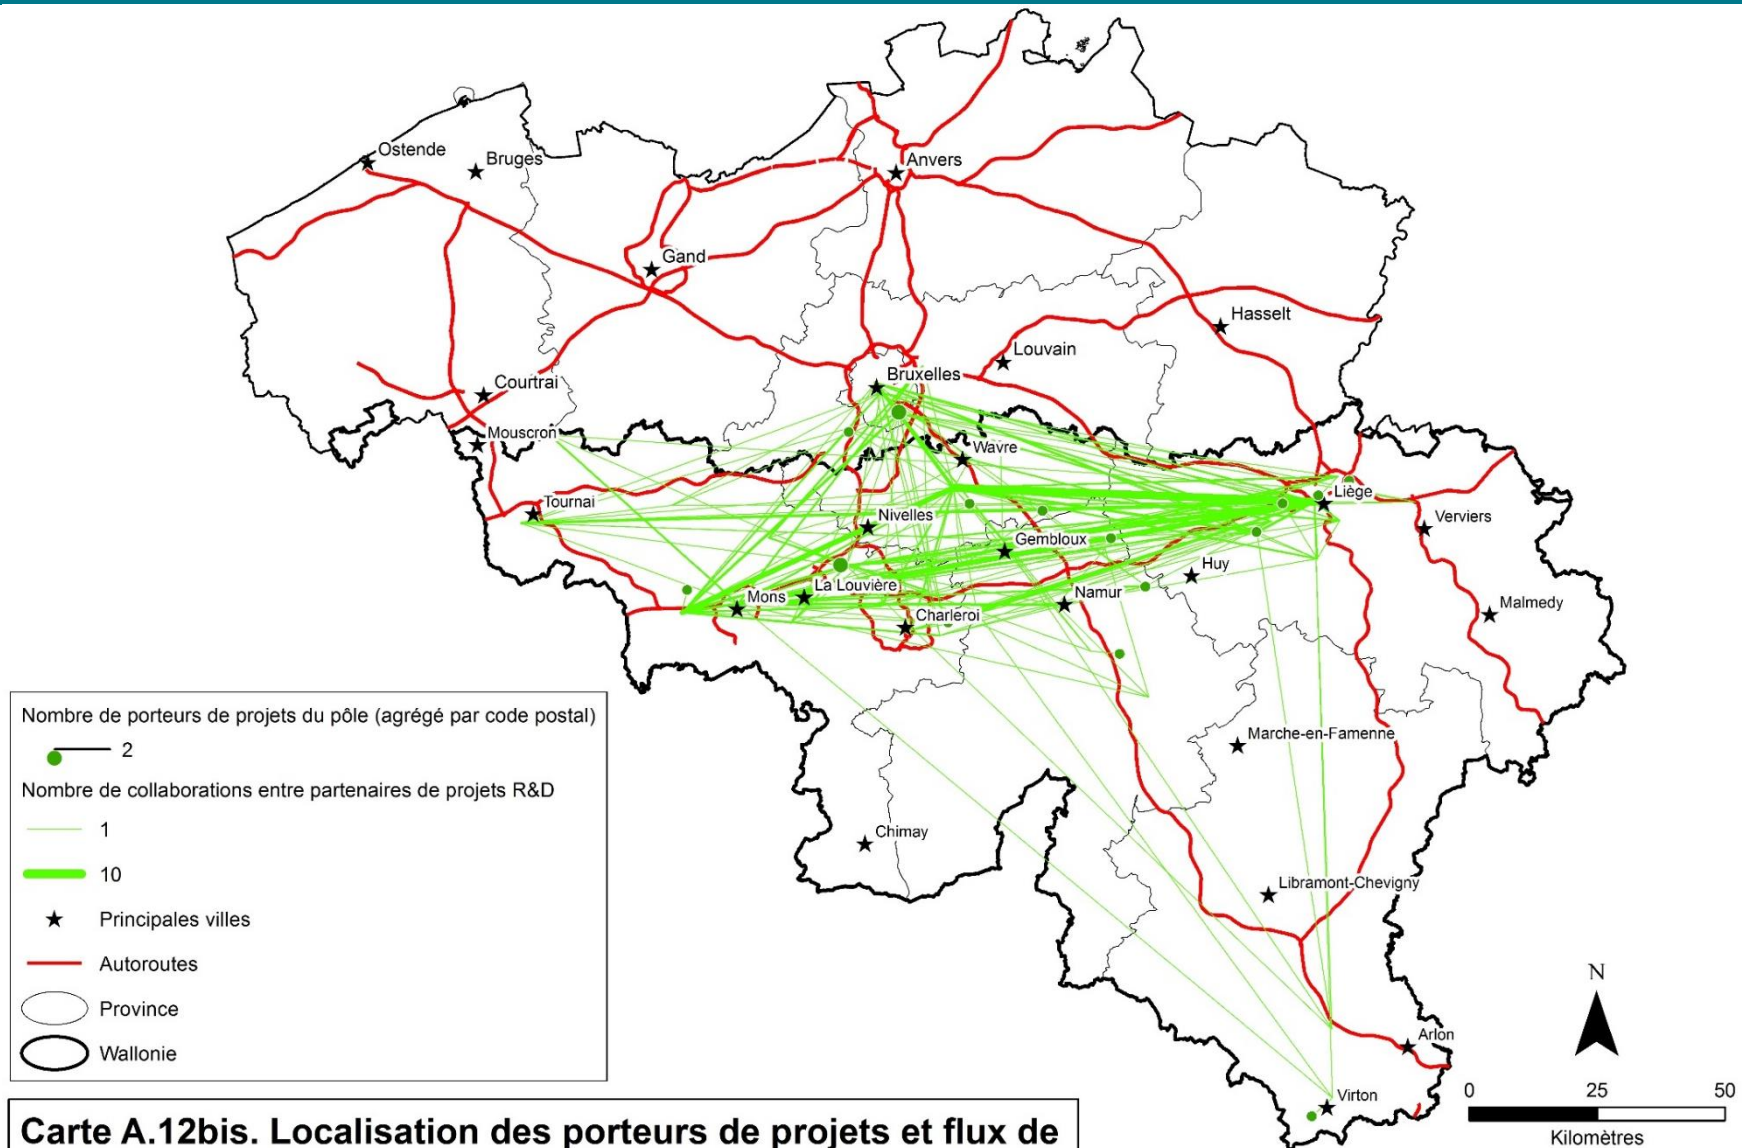 Ostende
Bruges
Anvers
Gand
Hasselt
Louvain
Bruxelles
Courtrai
Mouscron
Wavre
Tournai
Liège
Nivelles
Verviers
Gembloux
Huy
La Louvière
Mons
Namur
Malmedy
Charleroi
Marche-en-Famenne
Chimay
Libramont-Chevigny
Arlon
Virton
Nombre de porteurs de projets du pôle (agrégé par code postal)
2
Nombre de collaborations entre partenaires de projets R&D
1
10
Principales villes
Autoroutes
Province
Wallonie
N
0 25 50
Kilomètres
Carte A.12bis. Localisation des porteurs de projets et flux de